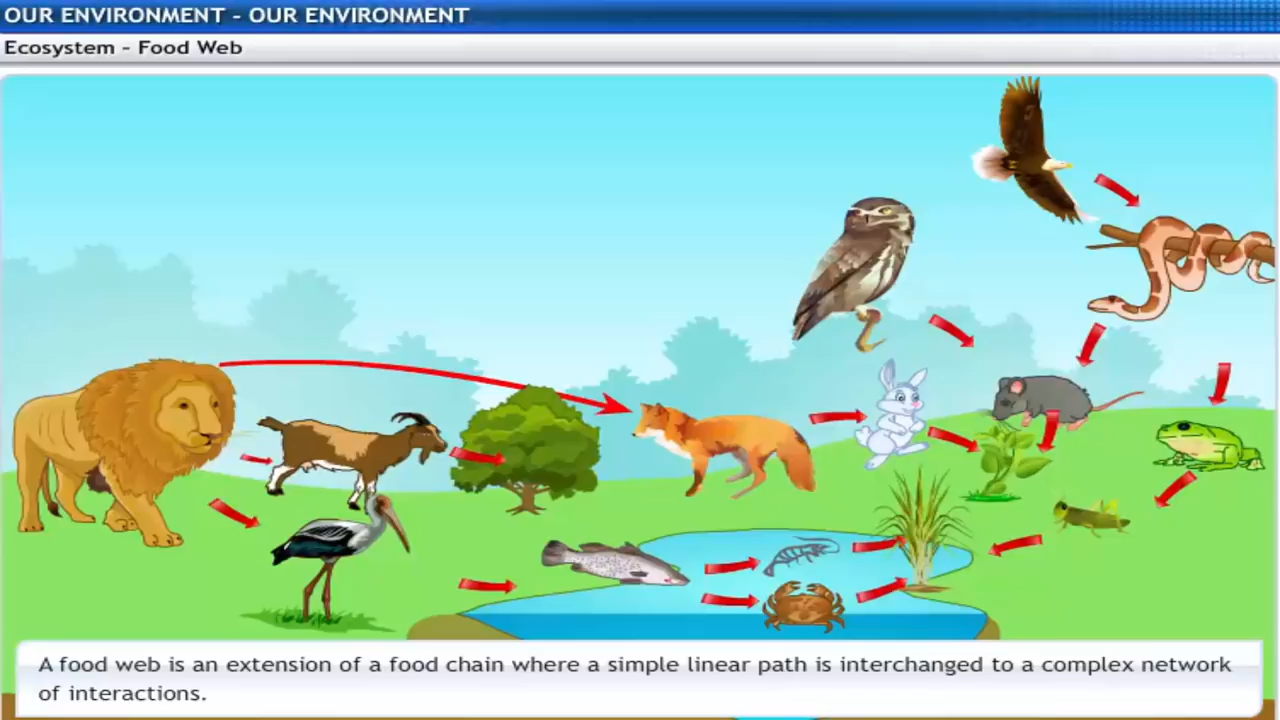 OUR ENVIRONMENT - OUR ENVIRONMENT
Ecosystem - Food Web
A food web is an extension of a food chain where a simple linear path is interchanged to a complex network
of interactions.